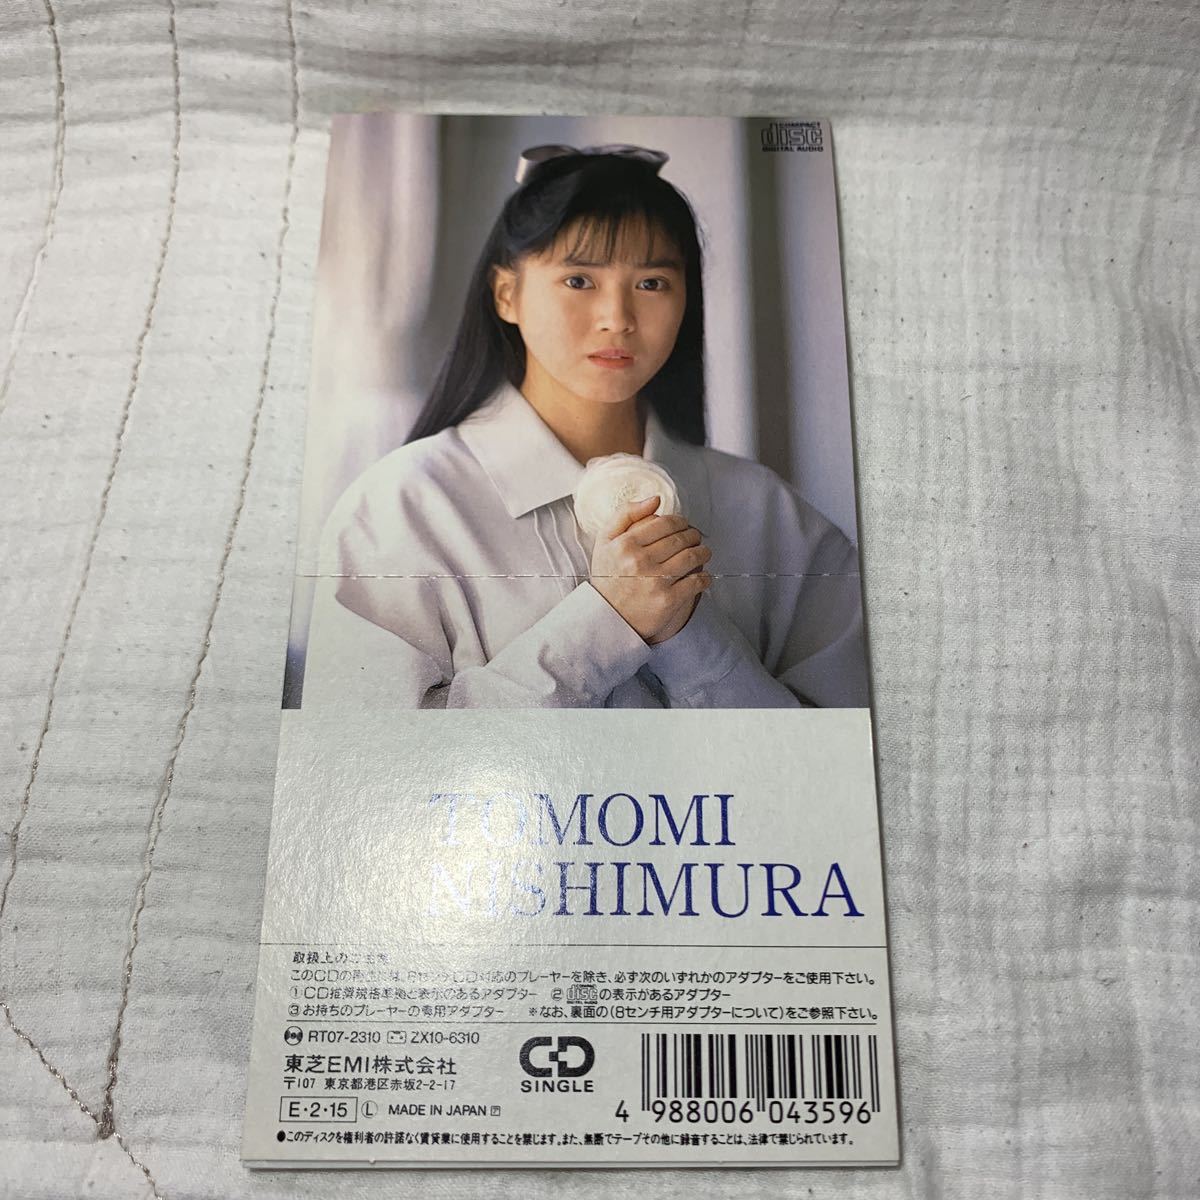 COMPACT
disc
DIGITAL AUDIO
TOMOMI
NISHIMURA
取扱上のご注意
このCDの再生には、8センチCD対応のプレーヤーを除き、必ず次のいずれかのアダプターをご使用下さい。
①CD推奨規格準拠と表示のあるアダプター ②COMPACT disc DIGITAL AUDIOの表示があるアダプター
③お持ちのプレーヤーの専用アダプター ※なお、裏面の(8センチ用アダプターについて)をご参照下さい。
RT07-2310 ZX10-6310
東芝EMI株式会社
〒107 東京都港区赤坂2-2-17
E・2・15 Ⓛ MADE IN JAPAN
CD
SINGLE
4 988006 043596
●このディスクを権利者の許諾なく賃貸業に使用することを禁じます。また、無断でテープその他に録音することは、法律で禁じられています。